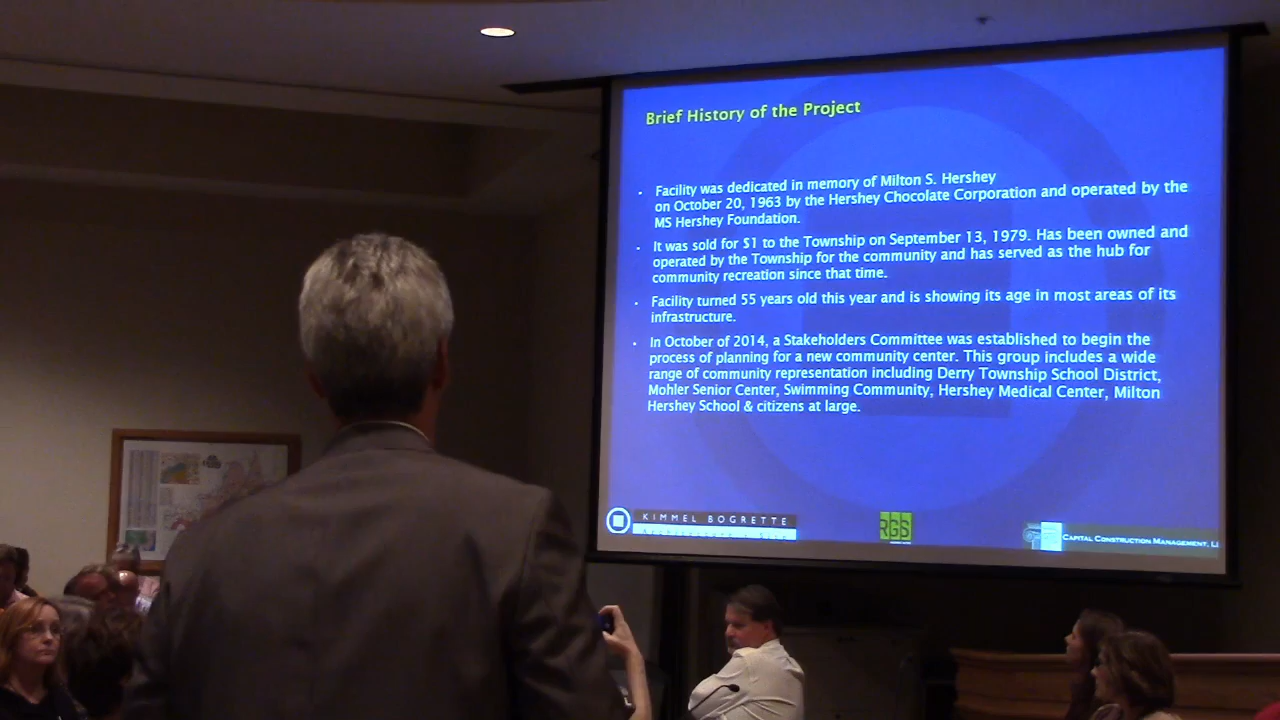 Brief History of the Project
• Facility was dedicated in memory of Milton S. Hershey
on October 20, 1963 by the Hershey Chocolate Corporation and operated by the
MS Hershey Foundation.
• It was sold for $1 to the Township on September 13, 1979. Has been owned and
operated by the Township for the community and has served as the hub for
community recreation since that time.
• Facility turned 55 years old this year and is showing its age in most areas of its
infrastructure.
• In October of 2014, a Stakeholders Committee was established to begin the
process of planning for a new community center. This group includes a wide
range of community representation including Derry Township School District,
Mohler Senior Center, Swimming Community, Hershey Medical Center, Milton
Hershey School & citizens at large.
KIMMEL BOGRETTE
RGS
CAPITAL CONSTRUCTION MANAGEMENT,